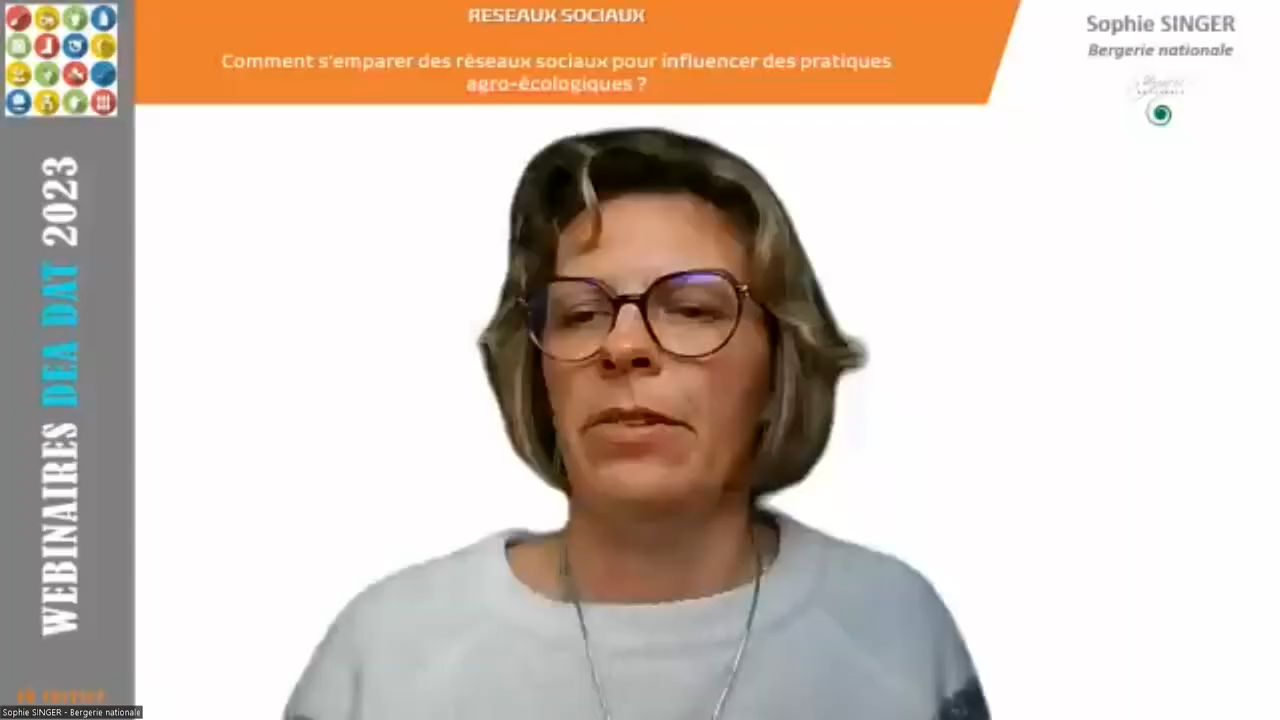 RESEAUX SOCIAUX
Comment s'emparer des réseaux sociaux pour influencer des pratiques
agro-écologiques ?
Sophie SINGER
Bergerie nationale
WEBINAIRES DEA DAT 2023
Sophie SINGER - Bergerie nationale